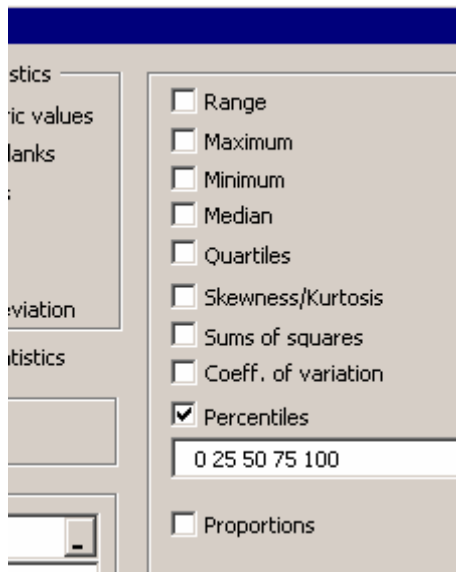 stics
ric values
lanks
eviation
tistics
Range
Maximum
Minimum
Median
Quartiles
Skewness/Kurtosis
Sums of squares
Coeff. of variation
Percentiles
0 25 50 75 100
Proportions